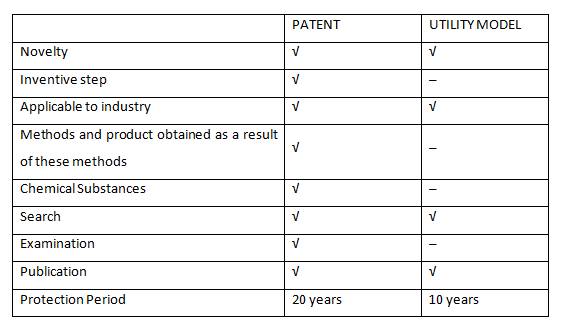 PATENT UTILITY MODEL
Novelty √ √
Inventive step √ –
Applicable to industry √ √
Methods and product obtained as a result
of these methods √ –
Chemical Substances √ –
Search √ √
Examination √ –
Publication √ √
Protection Period 20 years 10 years